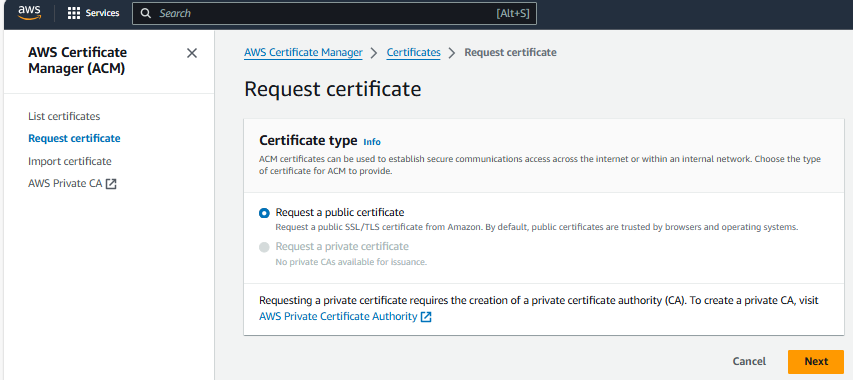 aws
Services
Search
[Alt+S]
AWS Certificate
Manager (ACM)
List certificates
Request certificate
Import certificate
AWS Private CA
AWS Certificate Manager > Certificates > Request certificate
Request certificate
Certificate type Info
ACM certificates can be used to establish secure communications access across the internet or within an internal network. Choose the type
of certificate for ACM to provide.
Request a public certificate
Request a public SSL/TLS certificate from Amazon. By default, public certificates are trusted by browsers and operating systems.
Request a private certificate
No private CAs available for issuance.
Requesting a private certificate requires the creation of a private certificate authority (CA). To create a private CA, visit
AWS Private Certificate Authority
Cancel
Next